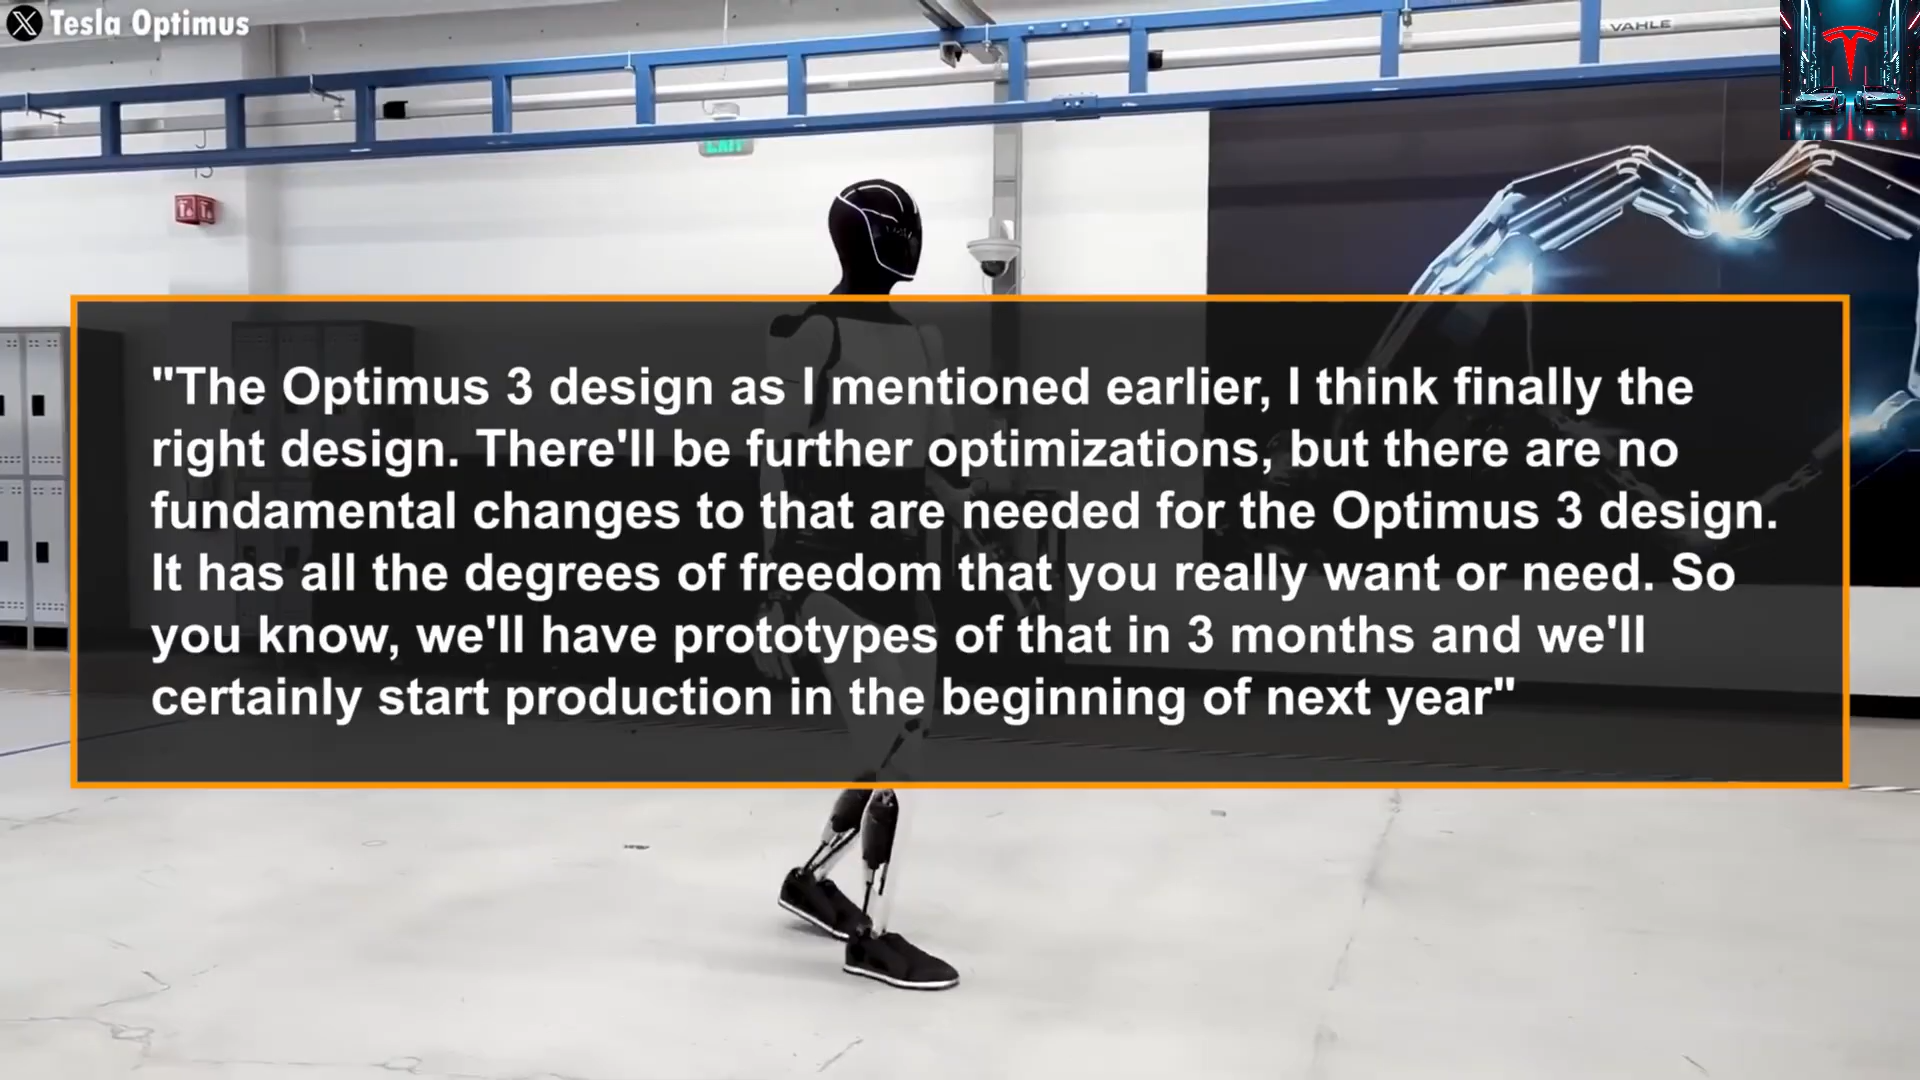 Tesla Optimus
VAHLE
EXIT
"The Optimus 3 design as I mentioned earlier, I think finally the
right design. There'll be further optimizations, but there are no
fundamental changes to that are needed for the Optimus 3 design.
It has all the degrees of freedom that you really want or need. So
you know, we'll have prototypes of that in 3 months and we'll
certainly start production in the beginning of next year"